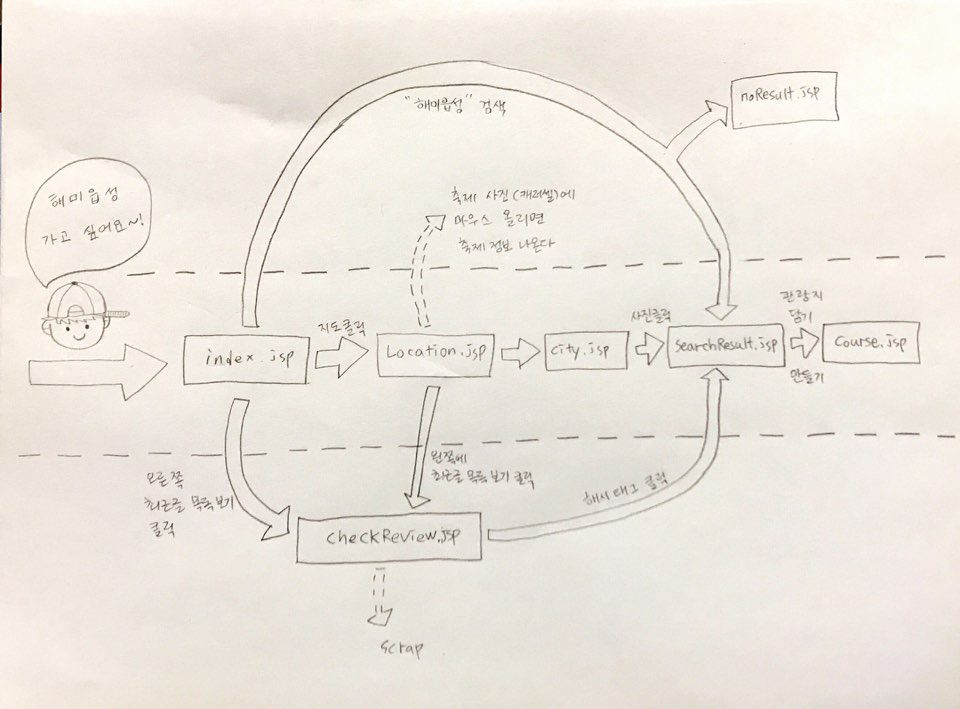 "해미읍성" 검색
noResult.jsp
해미읍성
가고 싶어요~!
축제 사진(캐러셀)에
마우스 올리면
축제 정보 나온다
지도클릭
사진클릭
관광지
담기
index.jsp
Location.jsp
City.jsp
SearchResult.jsp
Course.jsp
만들기
오른쪽
최근글 목록 보기
클릭
왼쪽에
최근글 목록 보기 클릭
해시태그 클릭
CheckReview.jsp
Scrap